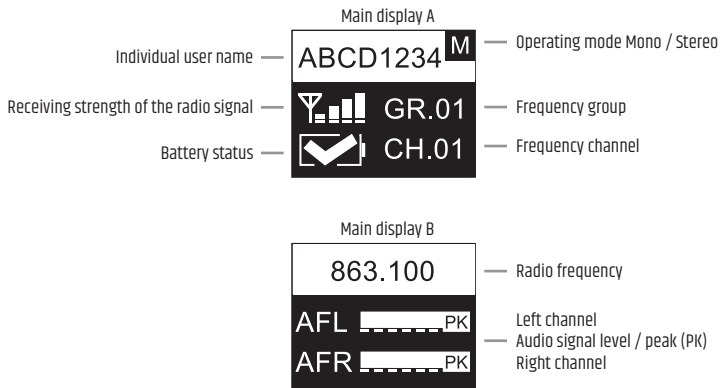 Main display A
Individual user name
ABCD1234
M
Operating mode Mono / Stereo
Receiving strength of the radio signal
GR.01
Frequency group
Battery status
CH.01
Frequency channel
Main display B
863.100
Radio frequency
AFL
PK
Left channel
Audio signal level / peak (PK)
AFR
PK
Right channel